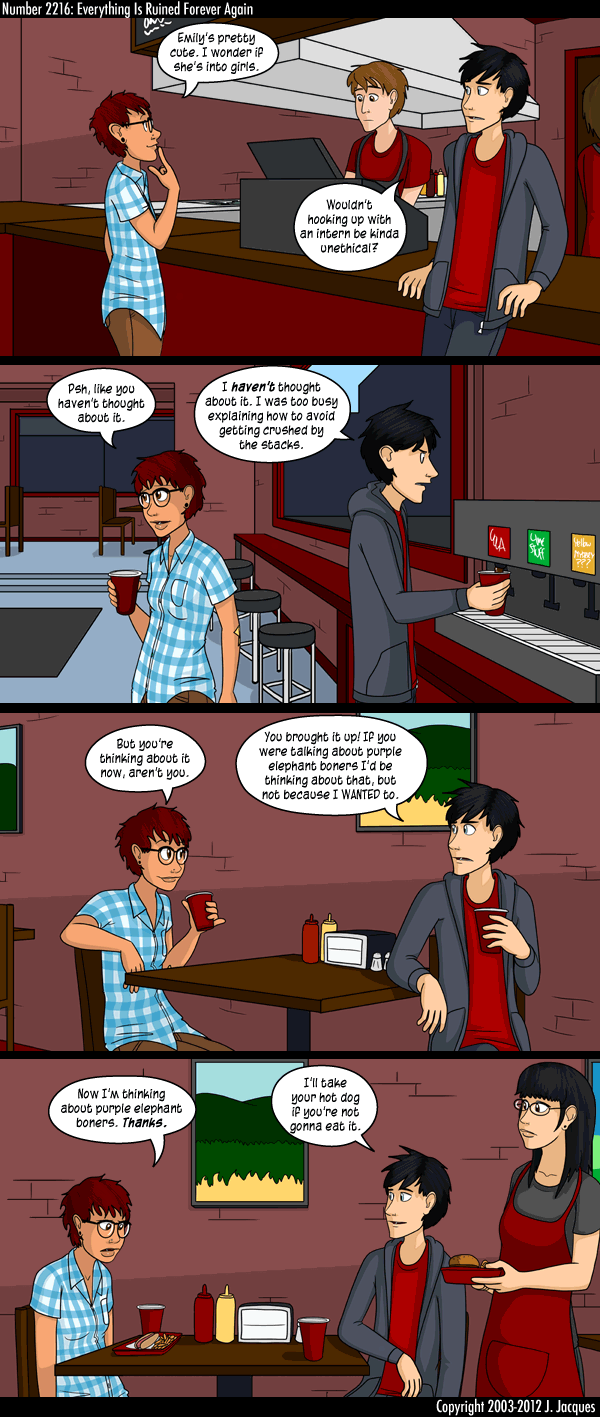 Number 2216: Everything Is Ruined Forever Again
Emily's pretty
cute. I wonder if
she's into girls.
Wouldn't
hooking up with
an intern be kinda
unethical?
Psh, like you
haven't thought
about it.
I haven't thought
about it. I was too busy
explaining how to avoid
getting crushed by
the stacks.
Lime
Stuff
Yellow
???
But you're
thinking about it
now, aren't you.
You brought it up! If you
were talking about purple
elephant boners I'd be
thinking about that, but
not because I WANTED to.
Now I'm thinking
about purple elephant
boners. Thanks.
I'll take
your hot dog
if you're not
gonna eat it.
Copyright 2003-2012 J. Jacques